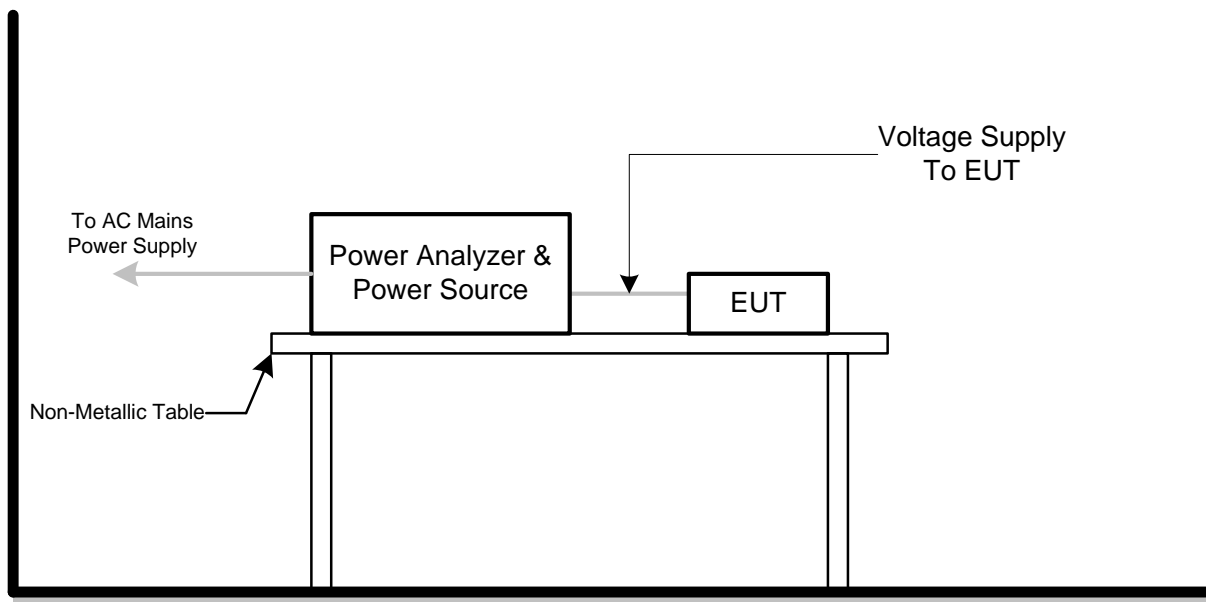 Voltage Supply
To EUT
To AC Mains
Power Supply
Power Analyzer &
Power Source
EUT
Non-Metallic Table